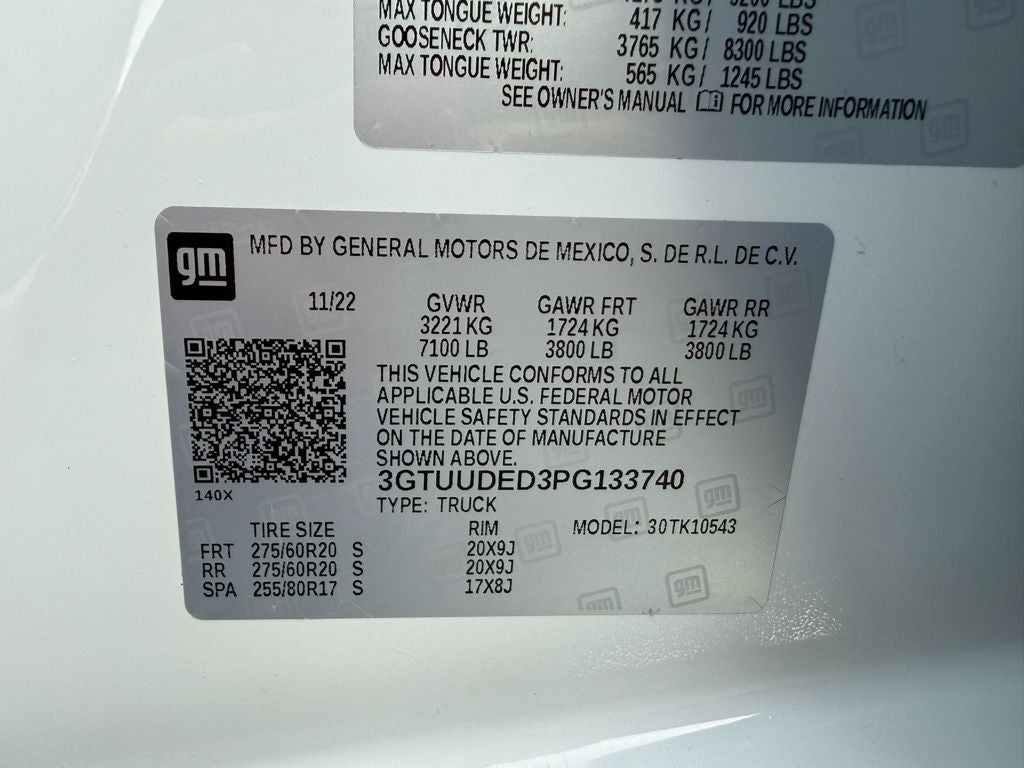 9200 LBS
MAX TONGUE WEIGHT: 417 KG/ 920 LBS
GOOSENECK TWR: 3765 KG/ 8300 LBS
MAX TONGUE WEIGHT: 565 KG/ 1245 LBS
SEE OWNER'S MANUAL FOR MORE INFORMATION
gm
MFD BY GENERAL MOTORS DE MEXICO, S. DE R.L. DE C.V.
11/22 GVWR GAWR FRT GAWR RR
3221 KG 1724 KG 1724 KG
7100 LB 3800 LB 3800 LB
THIS VEHICLE CONFORMS TO ALL
APPLICABLE U.S. FEDERAL MOTOR
VEHICLE SAFETY STANDARDS IN EFFECT
ON THE DATE OF MANUFACTURE
SHOWN ABOVE.
3GTUUDED3PG133740
140X
TYPE: TRUCK
TIRE SIZE RIM MODEL: 30TK10543
FRT 275/60R20 S 20X9J
RR 275/60R20 S 20X9J
SPA 255/80R17 S 17X8J